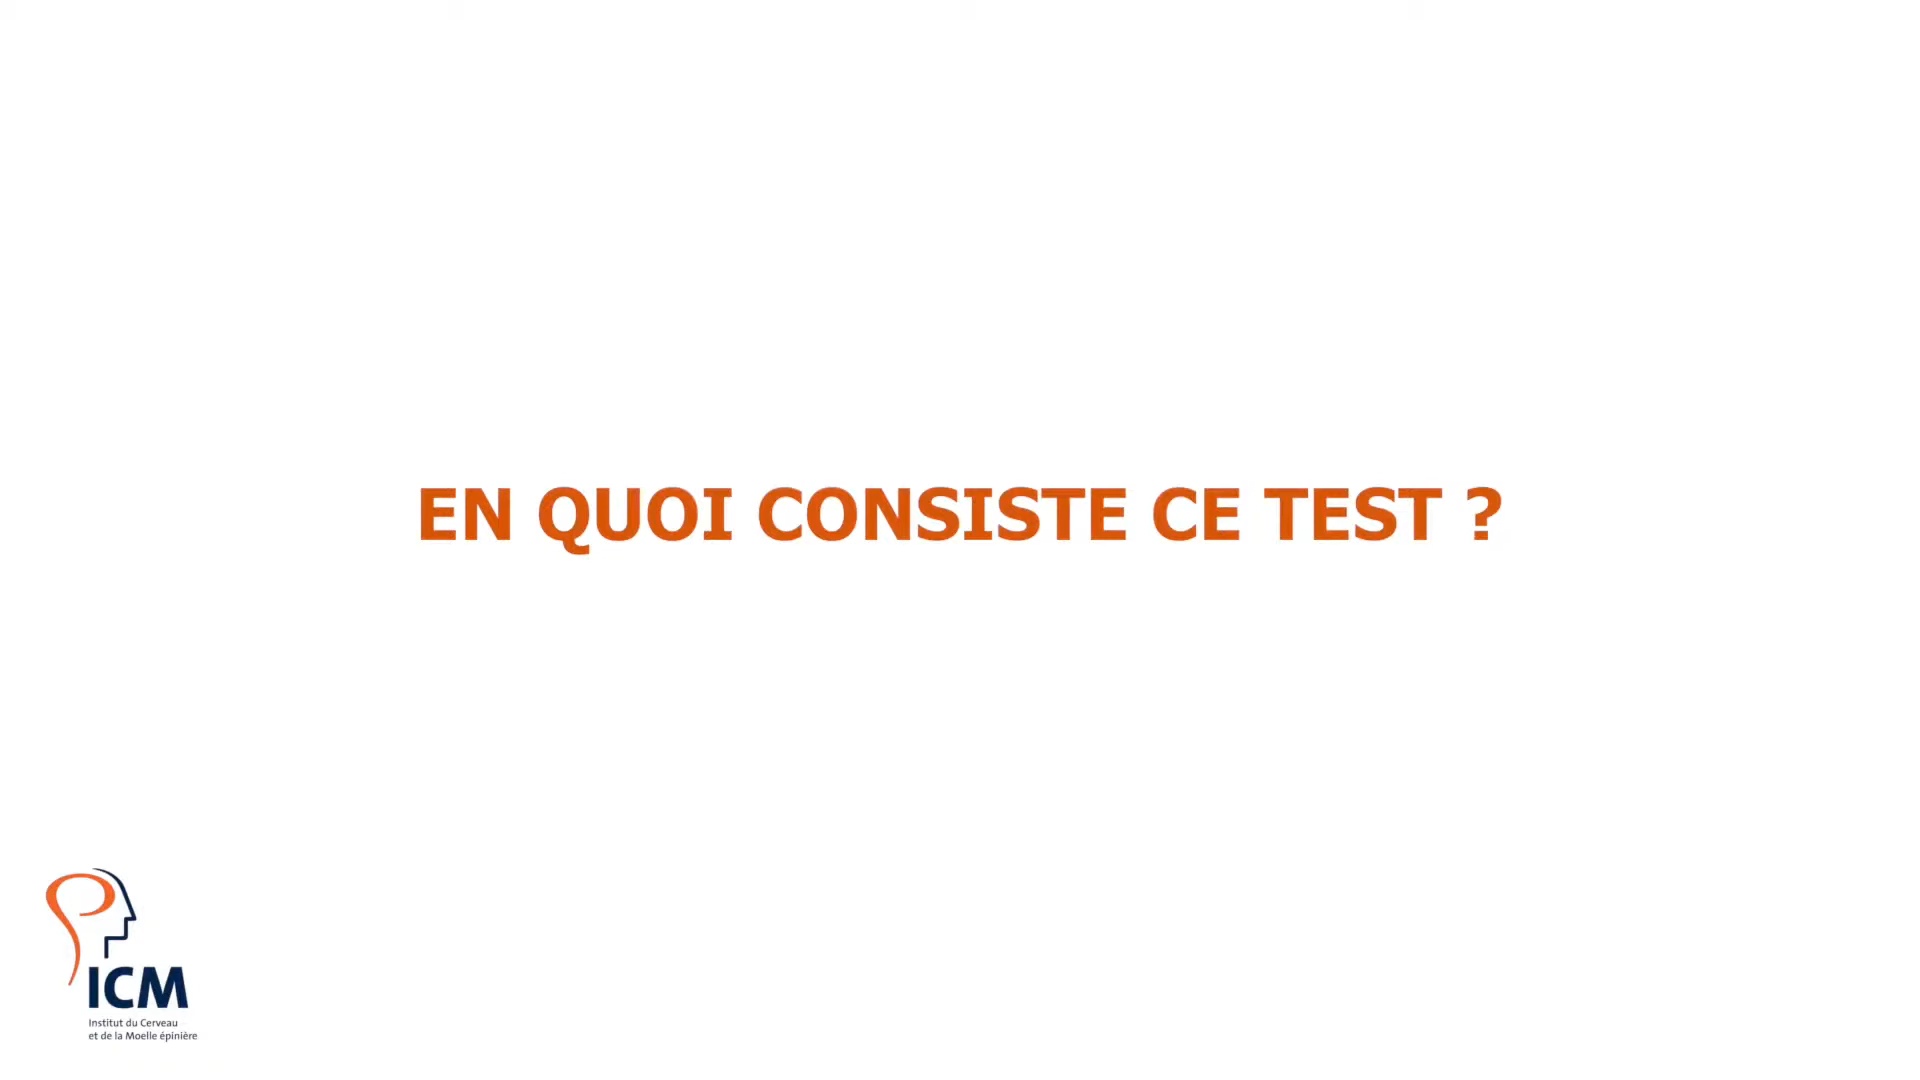 EN QUOI CONSISTE CE TEST ?
ICM
Institut du Cerveau
et de la Moelle épinière